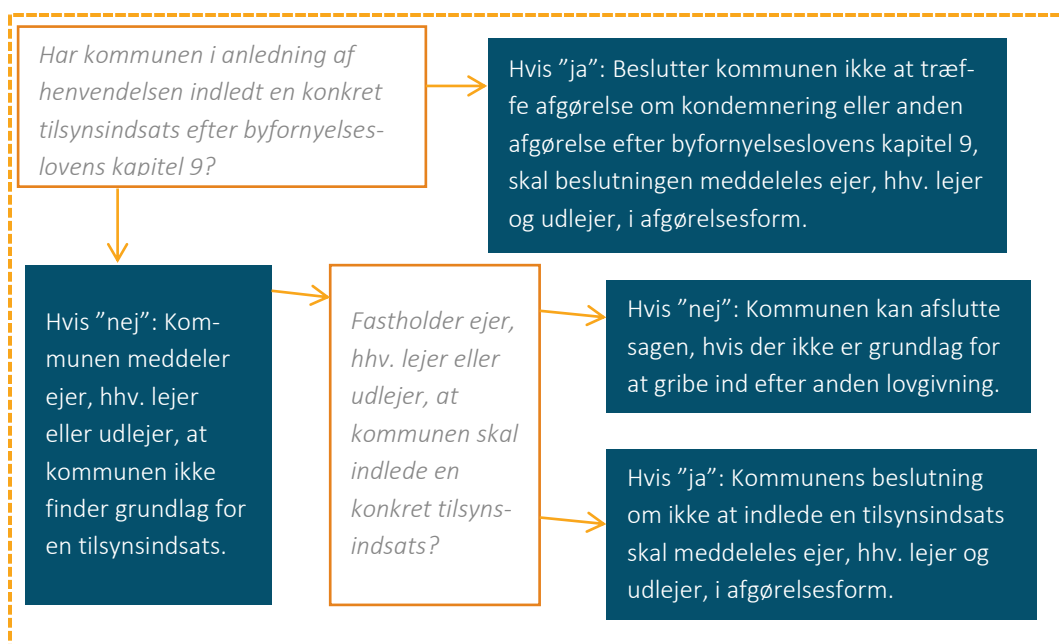 Har kommunen i anledning af
henvendelsen indledt en konkret
tilsynsindsats efter byfornyelses-
lovens kapitel 9?
Hvis ”ja”: Beslutter kommunen ikke at træf-
fe afgørelse om kondemnering eller anden
afgørelse efter byfornyelseslovens kapitel 9,
skal beslutningen meddeleles ejer, hhv. lejer
og udlejer, i afgørelsesform.
Hvis ”nej”: Kom-
munen meddeler
ejer, hhv. lejer
eller udlejer, at
kommunen ikke
finder grundlag for
en tilsynsindsats.
Fastholder ejer,
hhv. lejer eller
udlejer, at
kommunen skal
indlede en
konkret tilsyns-
indsats?
Hvis ”nej”: Kommunen kan afslutte
sagen, hvis der ikke er grundlag for
at gribe ind efter anden lovgivning.
Hvis ”ja”: Kommunens beslutning
om ikke at indlede en tilsynsindsats
skal meddeleles ejer, hhv. lejer og
udlejer, i afgørelsesform.